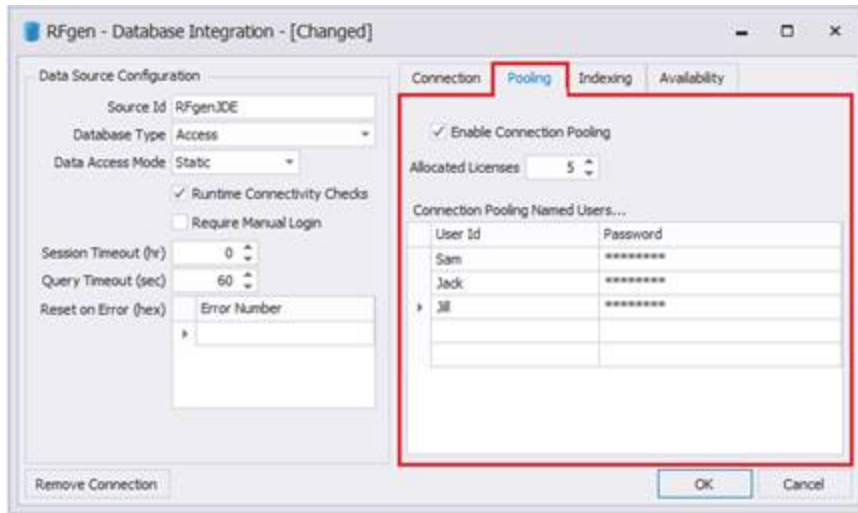 RFgen - Database Integration - [Changed]
Data Source Configuration
Source Id RFgenJDE
Database Type Access
Data Access Mode Static
Runtime Connectivity Checks
Require Manual Login
Session Timeout (hr) 0
Query Timeout (sec) 60
Reset on Error (hex) Error Number
Connection Pooling Indexing Availability
Enable Connection Pooling
Allocated Licenses 5
Connection Pooling Named Users...
User Id Password
Sam ********
Jack ********
Jill ********
Remove Connection OK Cancel